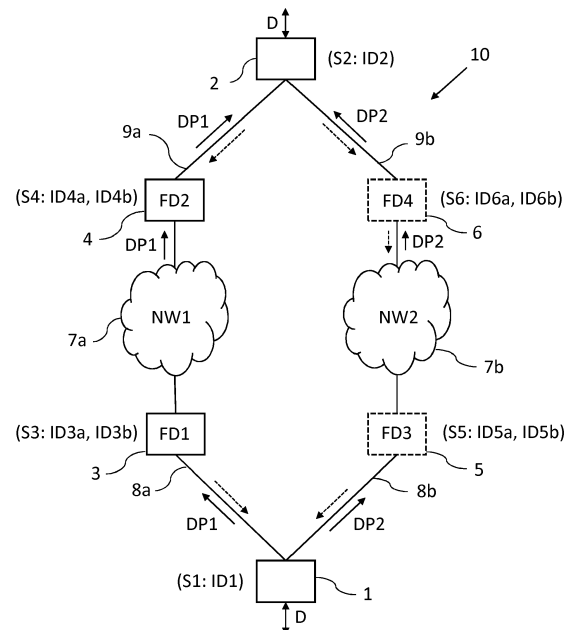 D
2
(S2: ID2)
10
DP1
DP2
9a
9b
(S4: ID4a, ID4b)
FD2
FD4
(S6: ID6a, ID6b)
4
DP1
DP2
6
NW1
NW2
7a
7b
(S3: ID3a, ID3b)
FD1
FD3
(S5: ID5a, ID5b)
3
5
8a
8b
DP1
DP2
(S1: ID1)
1
D